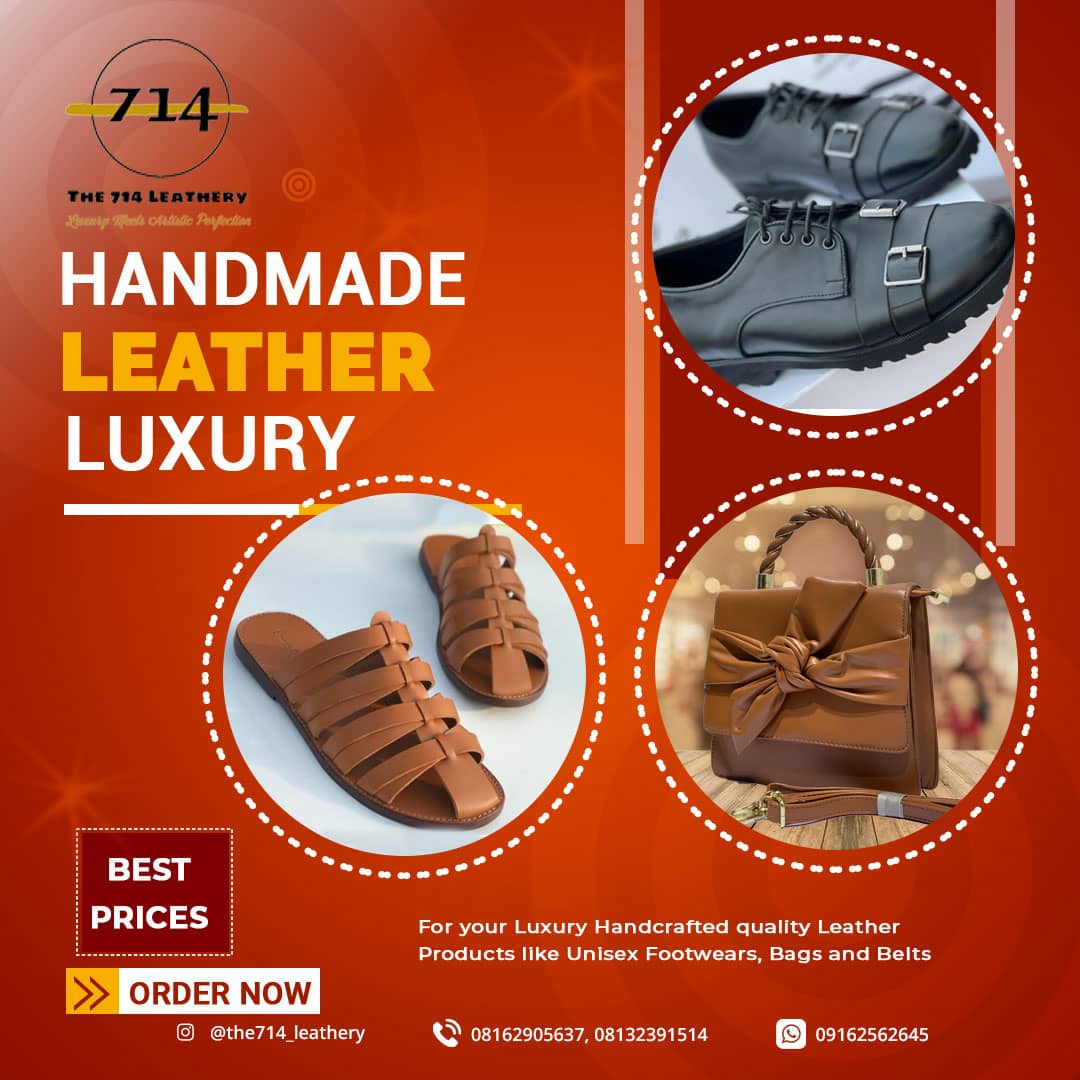 714
THE 714 LEATHERY
Luxury Meets Artistic Perfection
HANDMADE
LEATHER
LUXURY
BEST
PRICES
For your Luxury Handcrafted quality Leather
Products like Unisex Footwears, Bags and Belts
ORDER NOW
@the714_leathery
08162905637, 08132391514
09162562645